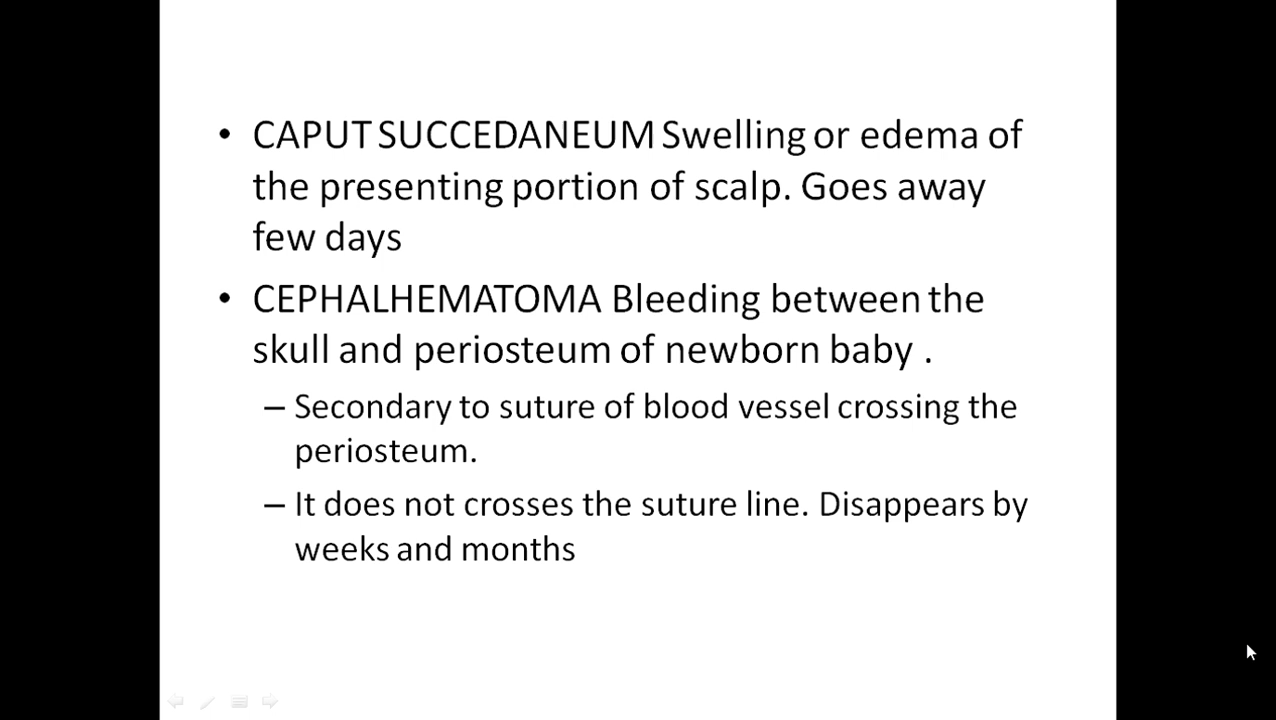 • CAPUT SUCCEDANEUM Swelling or edema of
the presenting portion of scalp. Goes away
few days
• CEPHALHEMATOMA Bleeding between the
skull and periosteum of newborn baby .
– Secondary to suture of blood vessel crossing the
periosteum.
– It does not crosses the suture line. Disappears by
weeks and months